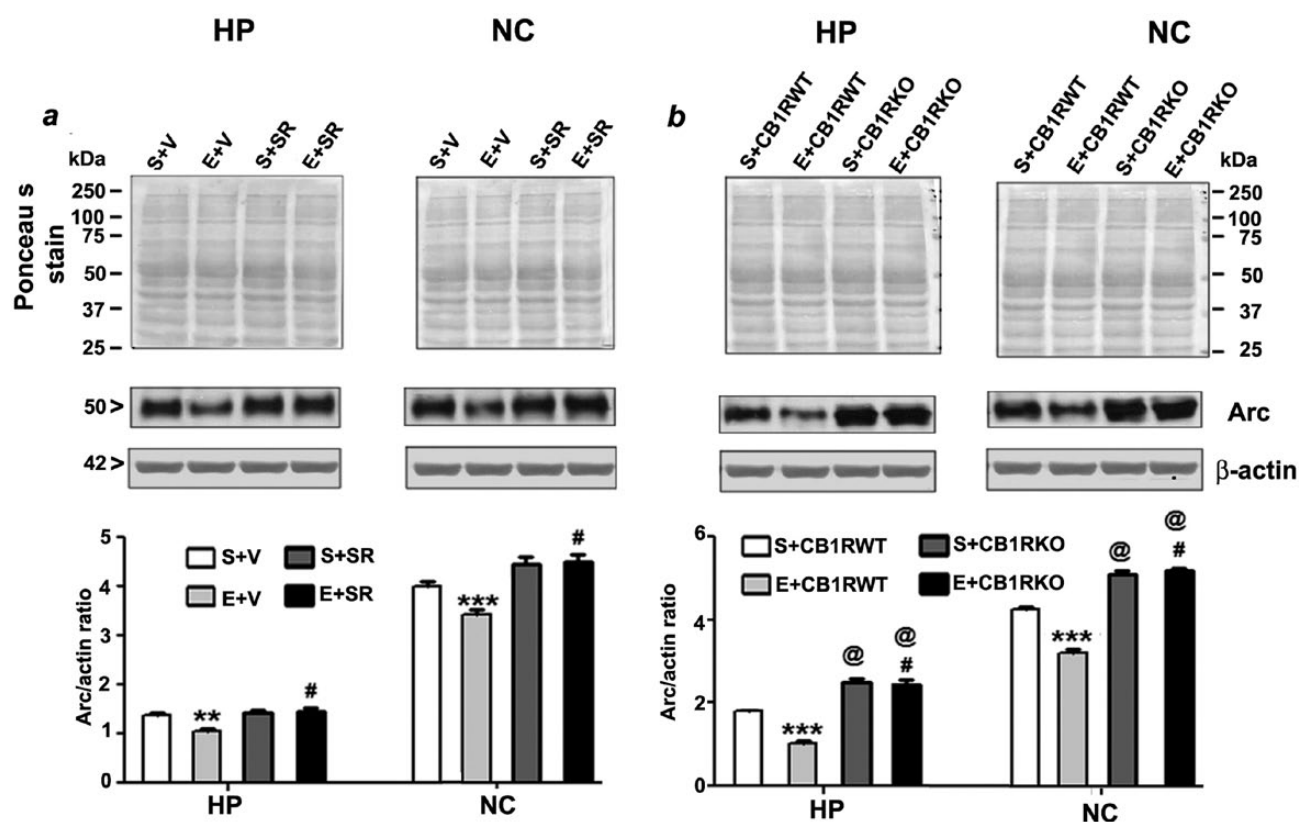 HP NC HP NC
a b
S+V E+V S+SR E+SR S+V E+V S+SR E+SR S+CB1RWT E+CB1RWT S+CB1RKO E+CB1RKO S+CB1RWT E+CB1RWT S+CB1RKO E+CB1RKO
kDa kDa
Ponceau s
stain
250 250
100 100
75 75
50 50
37 37
25 25
50 > Arc
42 > β-actin
5
4
3
2
1
0
Arc/actin ratio
S+V S+SR
E+V E+SR
** # *** #
HP NC
6
4
2
0
Arc/actin ratio
S+CB1RWT S+CB1RKO
E+CB1RWT E+CB1RKO
*** @ @
#
*** @ @
#
HP NC